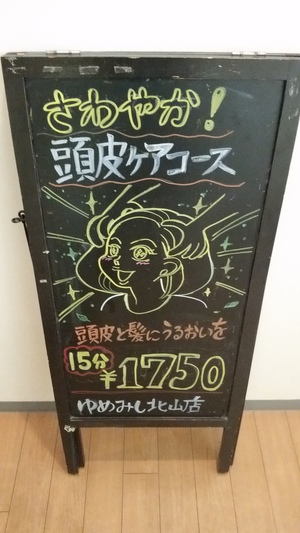 さわやか!
頭皮ケアコース
頭皮と髪にうるおいを
15分
¥1750
ゆめみし北山店